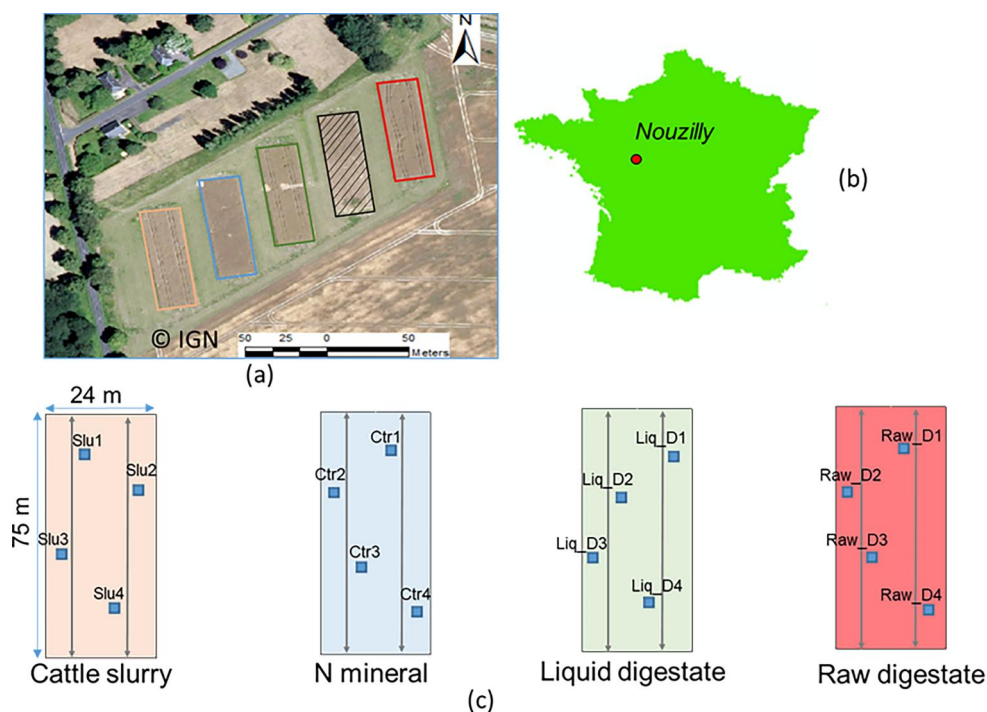 N
© IGN
50 25 0 50
Meters
(a)
Nouzilly
(b)
24 m
75 m
Slu1
Slu2
Slu3
Slu4
Cattle slurry
Ctr1
Ctr2
Ctr3
Ctr4
N mineral
Liq_D1
Liq_D2
Liq_D3
Liq_D4
Liquid digestate
Raw_D1
Raw_D2
Raw_D3
Raw_D4
Raw digestate
(c)